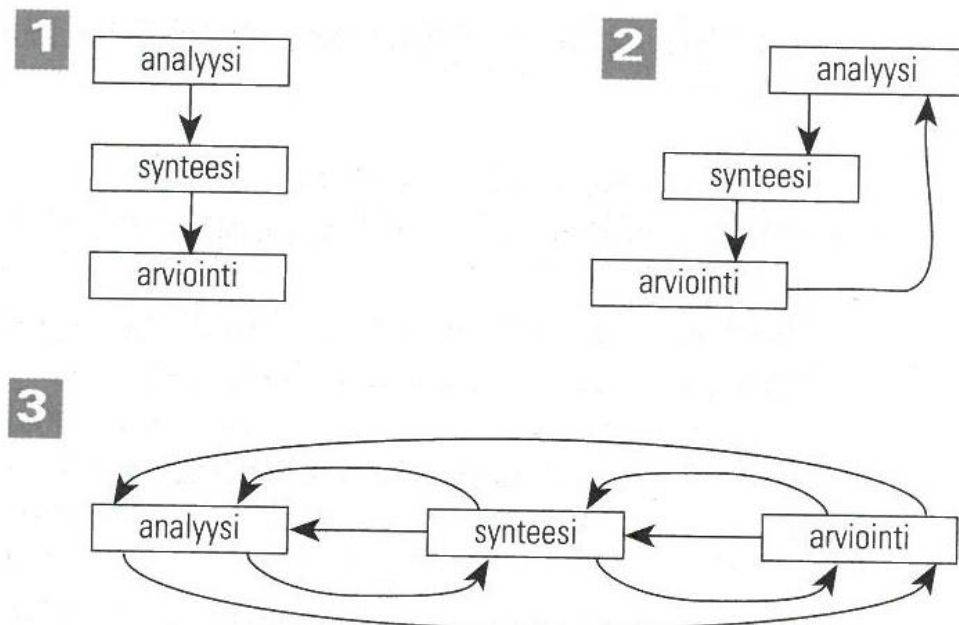 1
analyysi
synteesi
arviointi
2
analyysi
synteesi
arviointi
3
analyysi
synteesi
arviointi